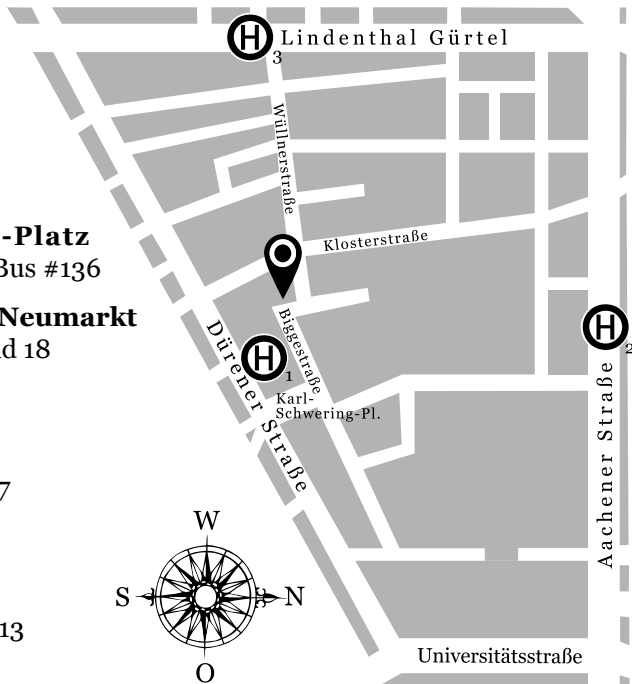 H
3
Lindenthal Gürtel
Wüllnerstraße
-Platz
Bus #136
Klosterstraße
Neumarkt
d 18
H
2
Biggestraße
H
1
Dürener Straße
Karl-
Schwering-Pl.
Aachener Straße
7
W
S
N
O
13
Universitätsstraße